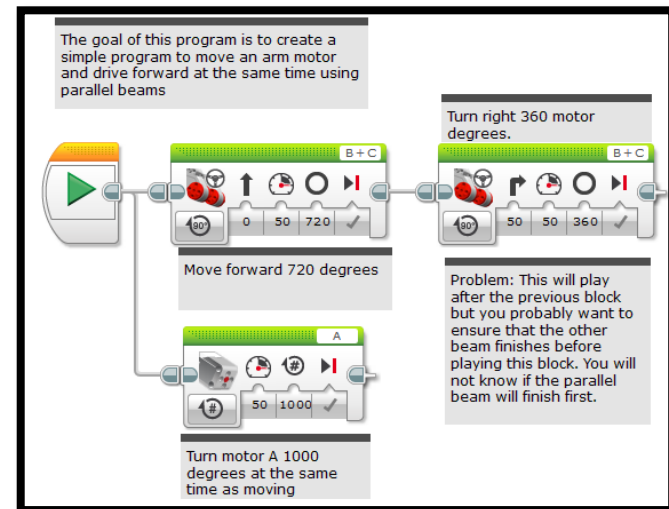 The goal of this program is to create a
simple program to move an arm motor
and drive forward at the same time using
parallel beams
Turn right 360 motor
degrees.
B+C
0 50 720
B+C
50 50 360
Move forward 720 degrees
Problem: This will play
after the previous block
but you probably want to
ensure that the other
beam finishes before
playing this block. You will
not know if the parallel
beam will finish first.
A
#
#
50 1000
Turn motor A 1000
degrees at the same
time as moving